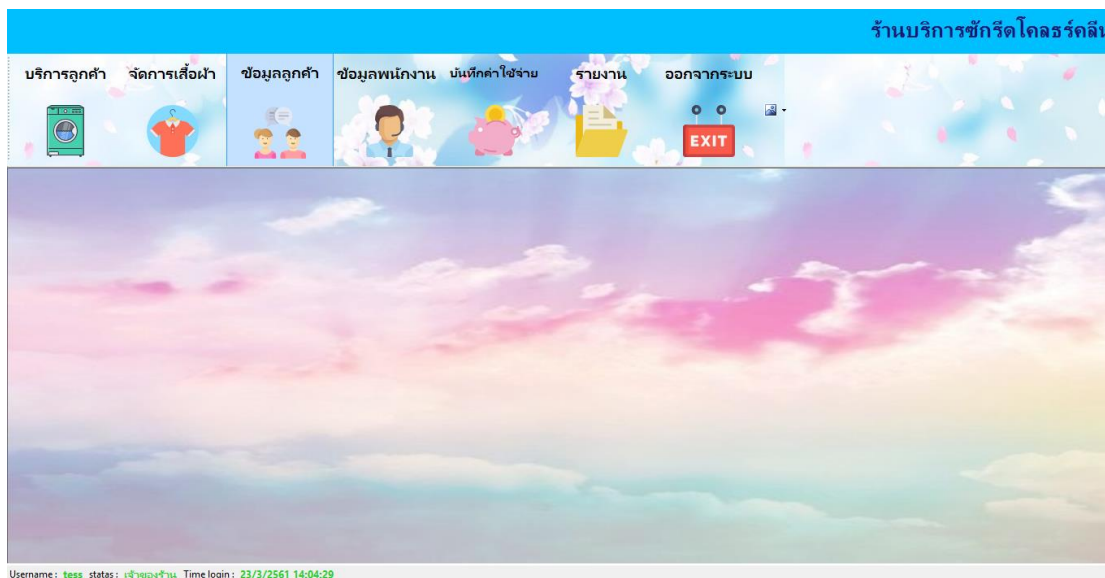 ร้านบริการซักรีดโคลธร์คลีน
บริการลูกค้า จัดการเสื้อผ้า ข้อมูลลูกค้า ข้อมูลพนักงาน บันทึกค่าใช้จ่าย รายงาน ออกจากระบบ
EXIT
Username : tess statas : เจ้าของร้าน Time login : 23/3/2561 14:04:29